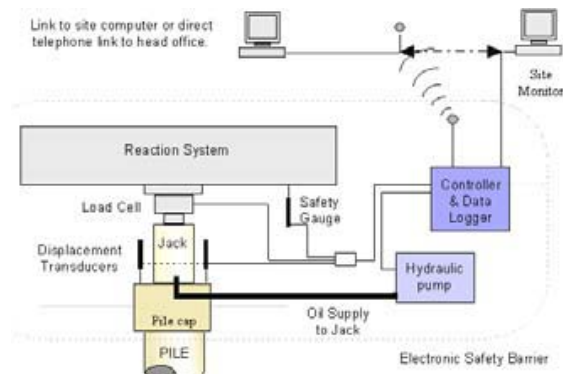 Link to site computer or direct
telephone link to head office.
Site
Monitor
Reaction System
Load Cell
Safety
Gauge
Controller
& Data
Logger
Jack
Displacement
Transducers
Hydraulic
pump
Oil Supply
to Jack
Pile cap
PILE
Electronic Safety Barrier